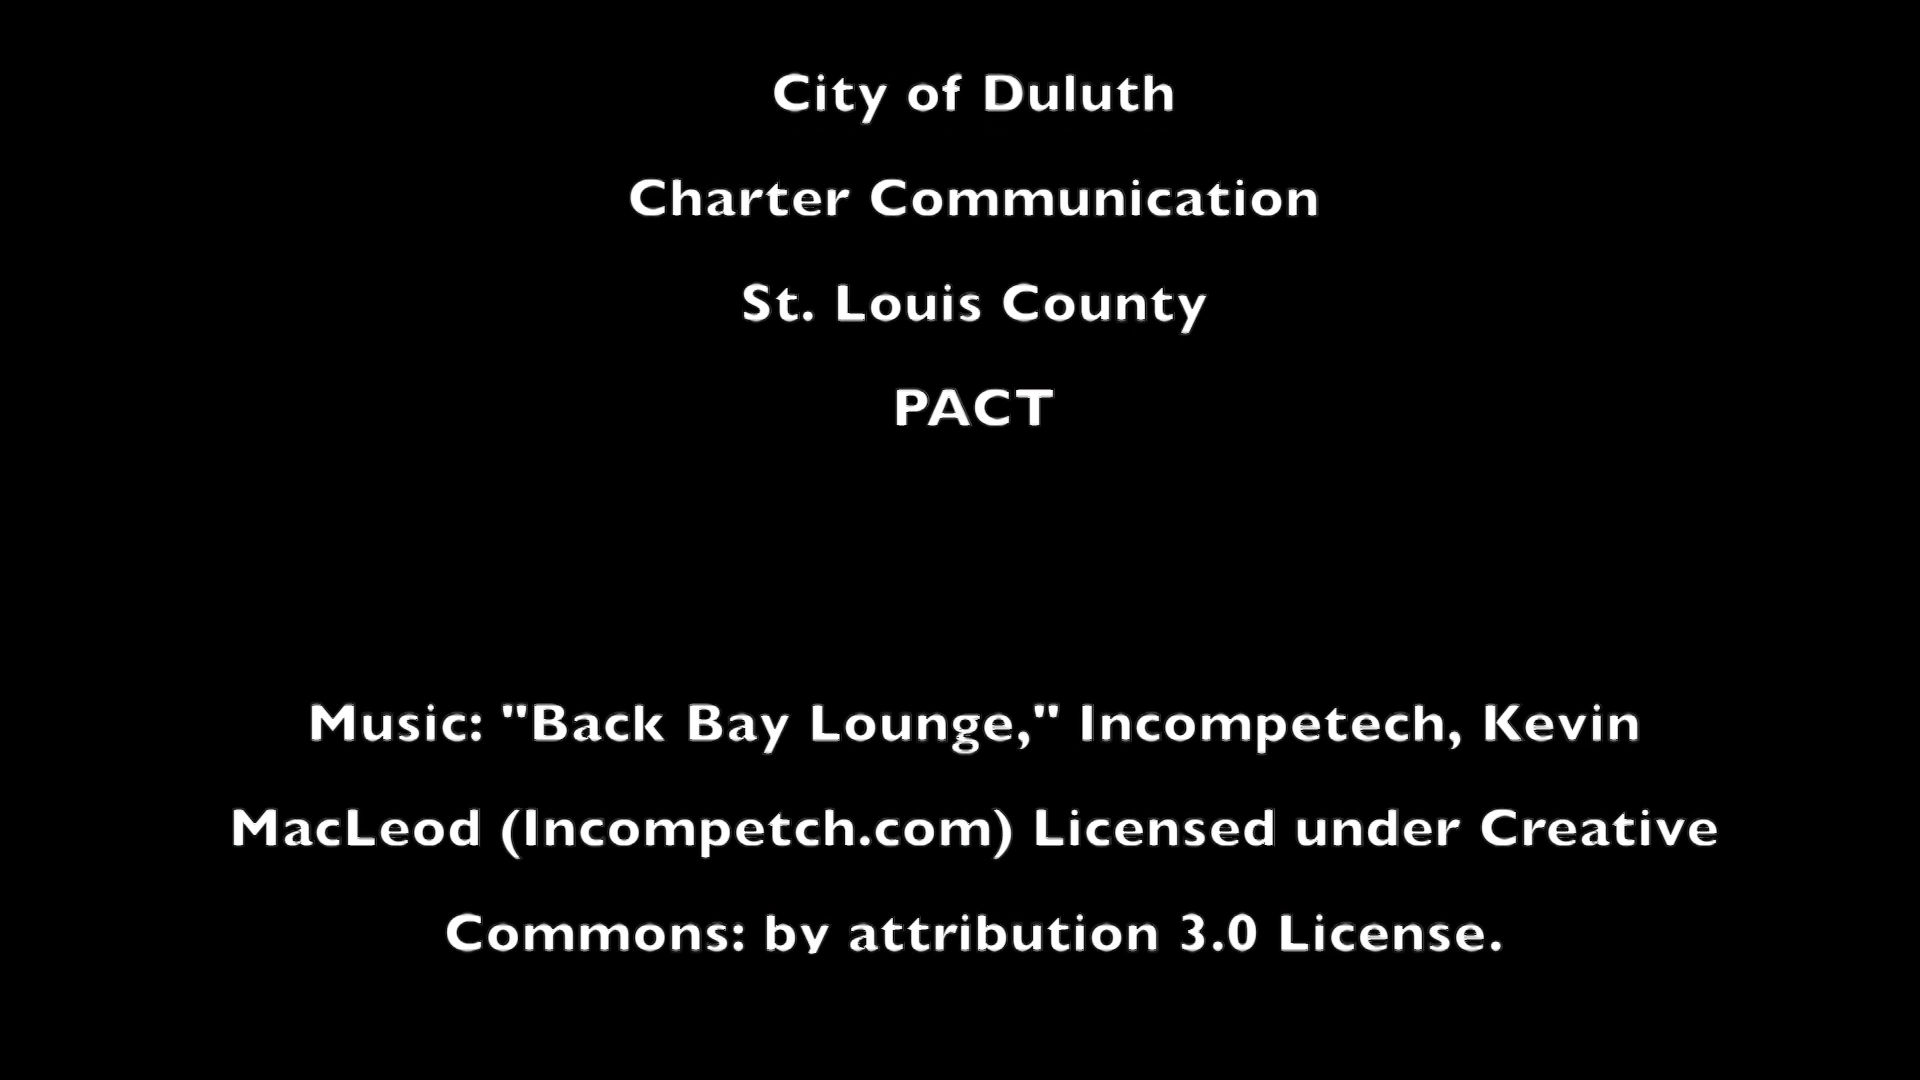 City of Duluth
Charter Communication
St. Louis County
PACT
Music: "Back Bay Lounge," Incompetech, Kevin
MacLeod (Incompetch.com) Licensed under Creative
Commons: by attribution 3.0 License.